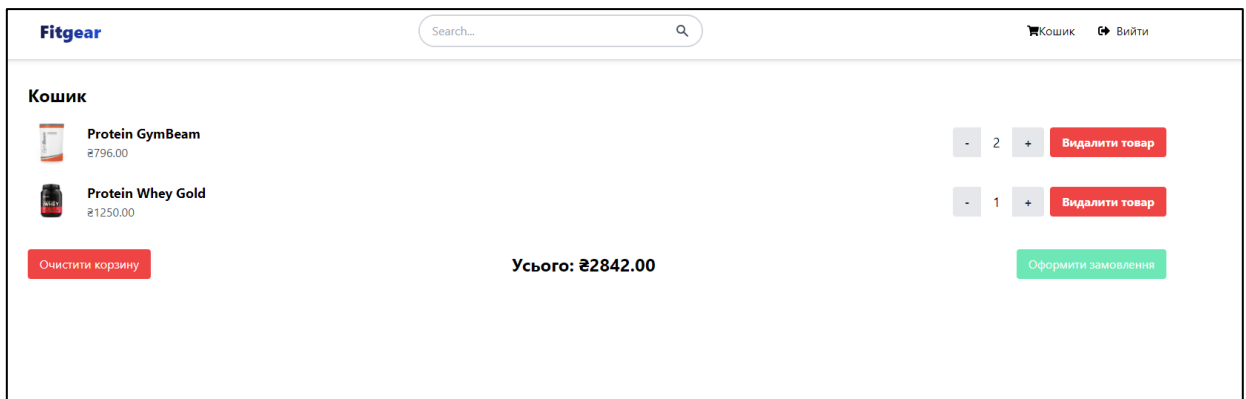 Fitgear
Search...
Кошик
Вийти
Кошик
Protein GymBeam
₴796.00
- 2 + Видалити товар
Protein Whey Gold
₴1250.00
- 1 + Видалити товар
Очистити корзину
Усього: ₴2842.00
Оформити замовлення